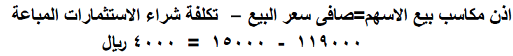 اذن مكاسب بيع الاسهم=صافى سعر البيع – تكلفة شراء الاستثمارات المباعة
١١٩٠٠٠ - ١٥٠٠٠ = ٤٠٠٠ ريال